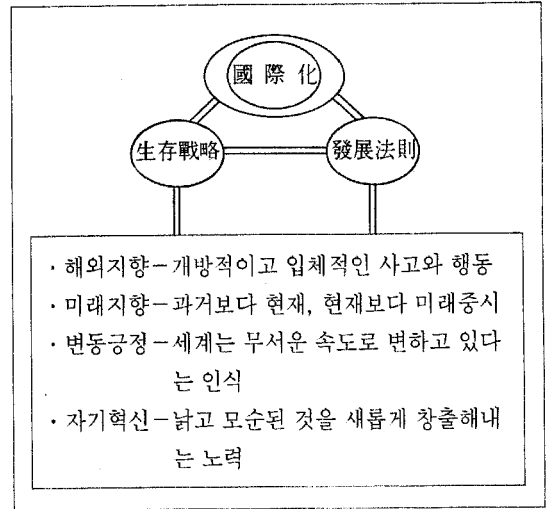 國際化
生存戰略
發展法則
· 해외지향-개방적이고 입체적인 사고와 행동
· 미래지향-과거보다 현재, 현재보다 미래중시
· 변동긍정-세계는 무서운 속도로 변하고 있다
는 인식
· 자기혁신-낡고 모순된 것을 새롭게 창출해내
는 노력